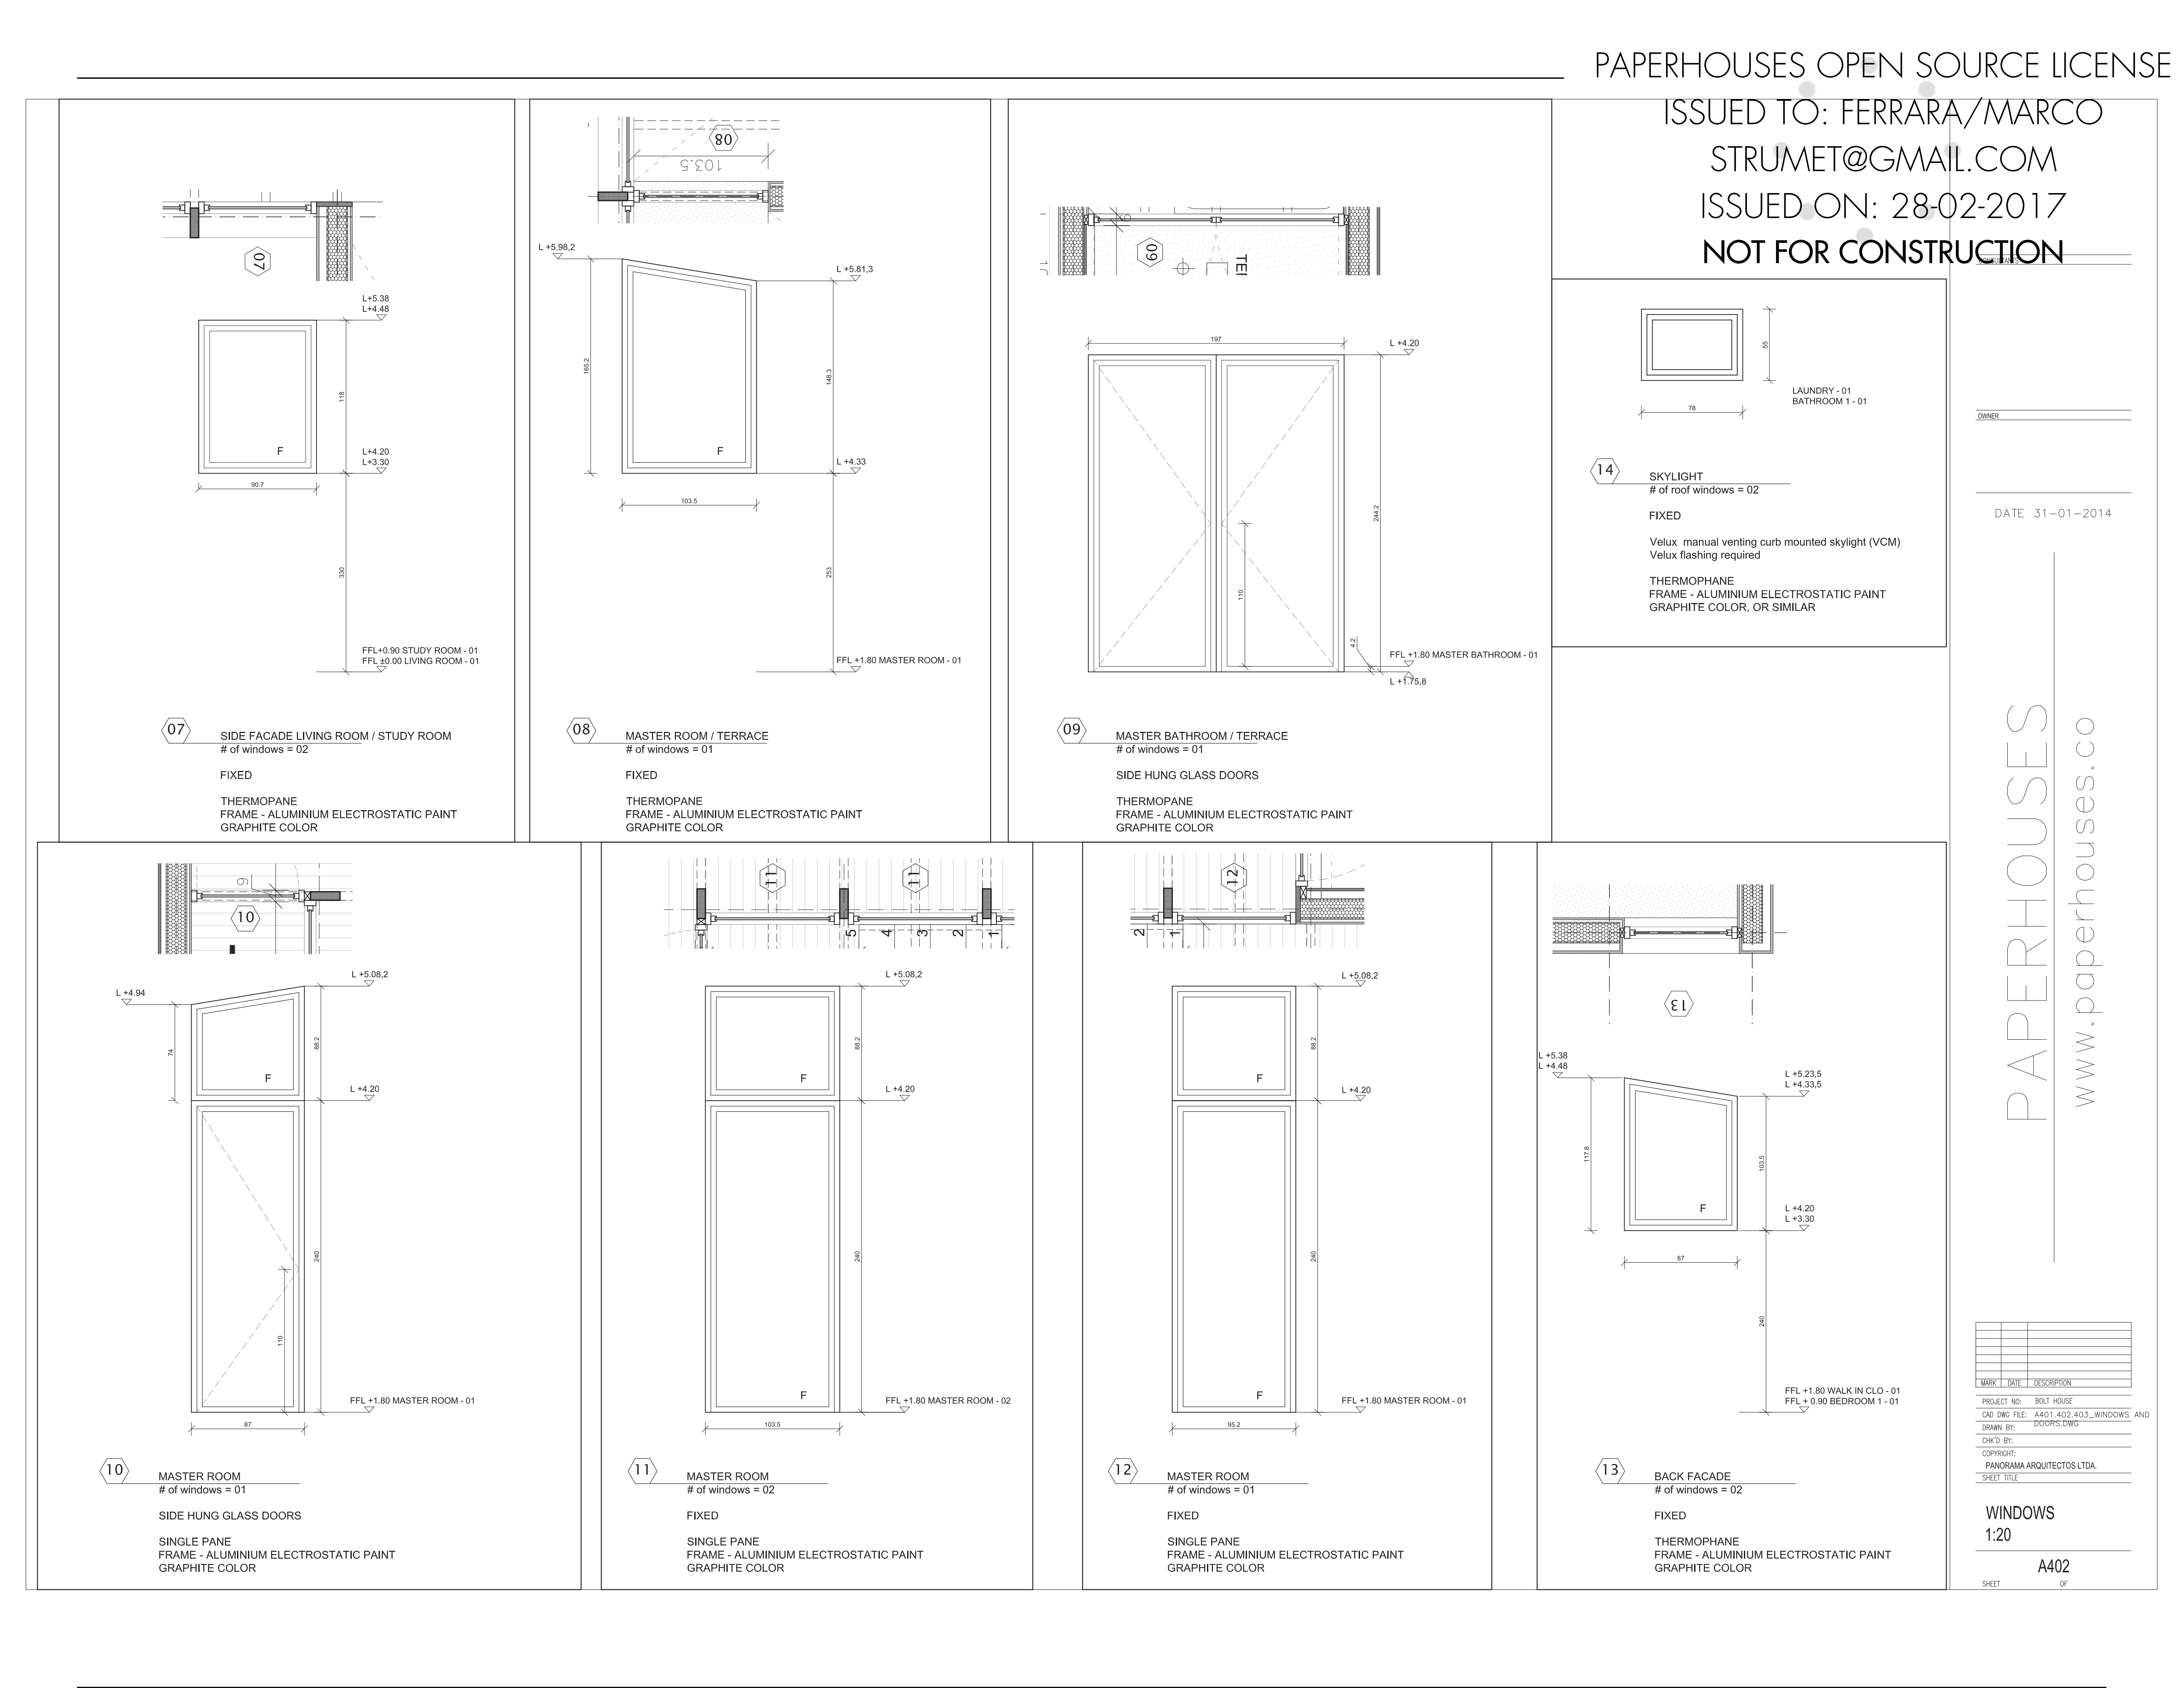 PAPERHOUSES OPEN SOURCE LICENSE
ISSUED TO: FERRARA/MARCO
STRUMET@GMAIL.COM
ISSUED ON: 28-02-2017
NOT FOR CONSTRUCTION
CONSULTANTS
OWNER
DATE 31-01-2014
PAPERHOUSES
www.paperhouses.co
07
L+5.38
L+4.48
118
F
L+4.20
L+3.30
90.7
330
FFL+0.90 STUDY ROOM - 01
FFL ±0.00 LIVING ROOM - 01
07
SIDE FACADE LIVING ROOM / STUDY ROOM
# of windows = 02
FIXED
THERMOPANE
FRAME - ALUMINIUM ELECTROSTATIC PAINT
GRAPHITE COLOR
08
103.5
L +5.98,2
L +5.81,3
165.2
148.3
F
L +4.33
103.5
253
FFL +1.80 MASTER ROOM - 01
08
MASTER ROOM / TERRACE
# of windows = 01
FIXED
THERMOPANE
FRAME - ALUMINIUM ELECTROSTATIC PAINT
GRAPHITE COLOR
09
197
L +4.20
244.2
110
4.2
FFL +1.80 MASTER BATHROOM - 01
L +1.75,8
09
MASTER BATHROOM / TERRACE
# of windows = 01
SIDE HUNG GLASS DOORS
THERMOPANE
FRAME - ALUMINIUM ELECTROSTATIC PAINT
GRAPHITE COLOR
55
LAUNDRY - 01
BATHROOM 1 - 01
78
14
SKYLIGHT
# of roof windows = 02
FIXED
Velux manual venting curb mounted skylight (VCM)
Velux flashing required
THERMOPHANE
FRAME - ALUMINIUM ELECTROSTATIC PAINT
GRAPHITE COLOR, OR SIMILAR
9
10
L +5.08,2
L +4.94
74
88.2
F
L +4.20
240
110
FFL +1.80 MASTER ROOM - 01
87
10
MASTER ROOM
# of windows = 01
SIDE HUNG GLASS DOORS
SINGLE PANE
FRAME - ALUMINIUM ELECTROSTATIC PAINT
GRAPHITE COLOR
11
11
5 4 3 2 1
L +5.08,2
88.2
F
L +4.20
240
F
FFL +1.80 MASTER ROOM - 02
103.5
11
MASTER ROOM
# of windows = 02
FIXED
SINGLE PANE
FRAME - ALUMINIUM ELECTROSTATIC PAINT
GRAPHITE COLOR
12
2 1
L +5.08,2
88.2
F
L +4.20
240
F
FFL +1.80 MASTER ROOM - 01
95.2
12
MASTER ROOM
# of windows = 01
FIXED
SINGLE PANE
FRAME - ALUMINIUM ELECTROSTATIC PAINT
GRAPHITE COLOR
13
L +5.38
L +4.48
L +5.23,5
L +4.33,5
117.8
103.5
F
L +4.20
L +3.30
87
240
FFL +1.80 WALK IN CLO - 01
FFL + 0.90 BEDROOM 1 - 01
13
BACK FACADE
# of windows = 02
FIXED
THERMOPHANE
FRAME - ALUMINIUM ELECTROSTATIC PAINT
GRAPHITE COLOR
MARK DATE DESCRIPTION
PROJECT NO: BOLT HOUSE
CAD DWG FILE: A401.402.403_WINDOWS AND
DOORS.DWG
DRAWN BY:
CHK'D BY:
COPYRIGHT:
PANORAMA ARQUITECTOS LTDA.
SHEET TITLE
WINDOWS
1:20
A402
SHEET OF